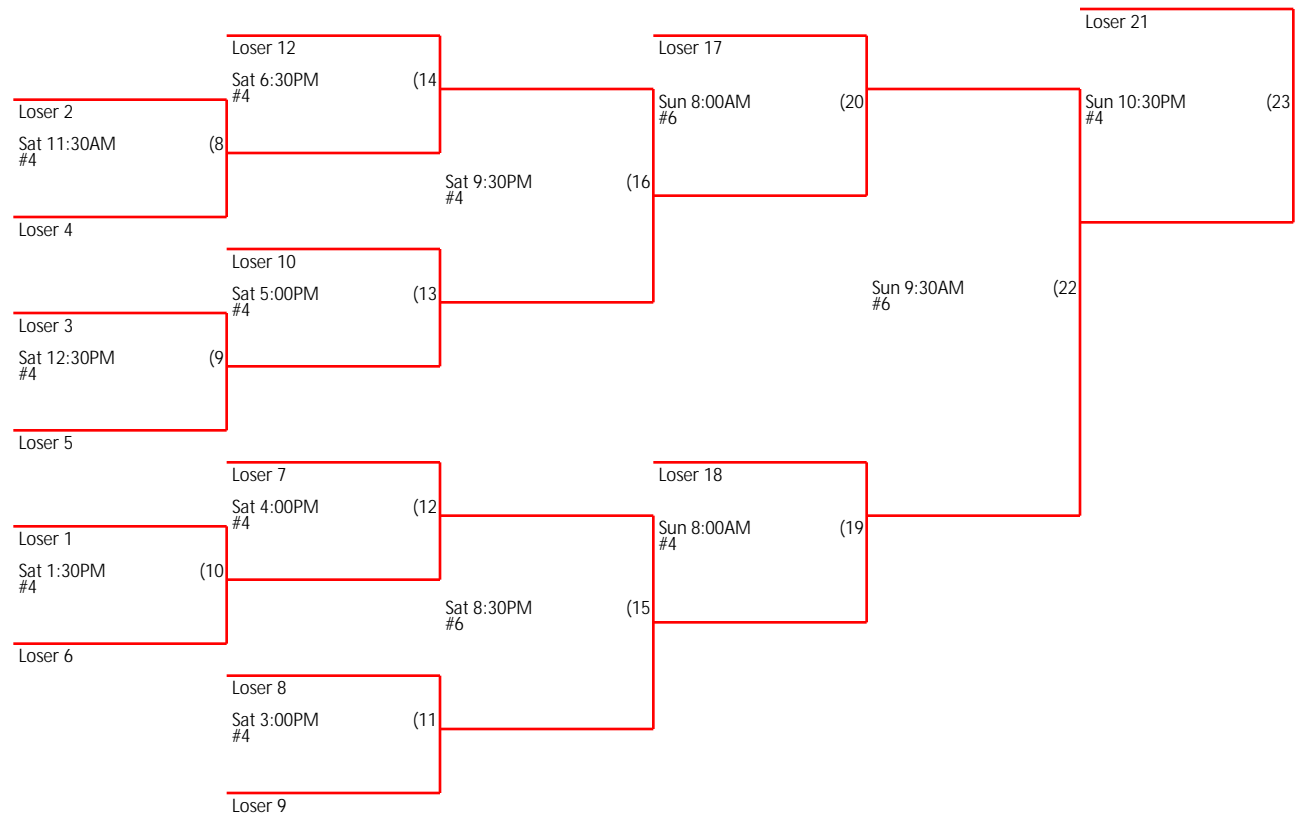 Loser 21
Loser 12
Loser 17
Sat 6:30PM
(14
#4
Sun 8:00AM
(20
#6
Sun 10:30PM
(23
#4
Loser 2
Sat 11:30AM
(8
#4
Sat 9:30PM
(16
#4
Loser 4
Loser 10
Sat 5:00PM
(13
#4
Sun 9:30AM
(22
#6
Loser 3
Sat 12:30PM
(9
#4
Loser 5
Loser 7
Loser 18
Sat 4:00PM
(12
#4
Sun 8:00AM
(19
#4
Loser 1
Sat 1:30PM
(10
#4
Sat 8:30PM
(15
#6
Loser 6
Loser 8
Sat 3:00PM
(11
#4
Loser 9